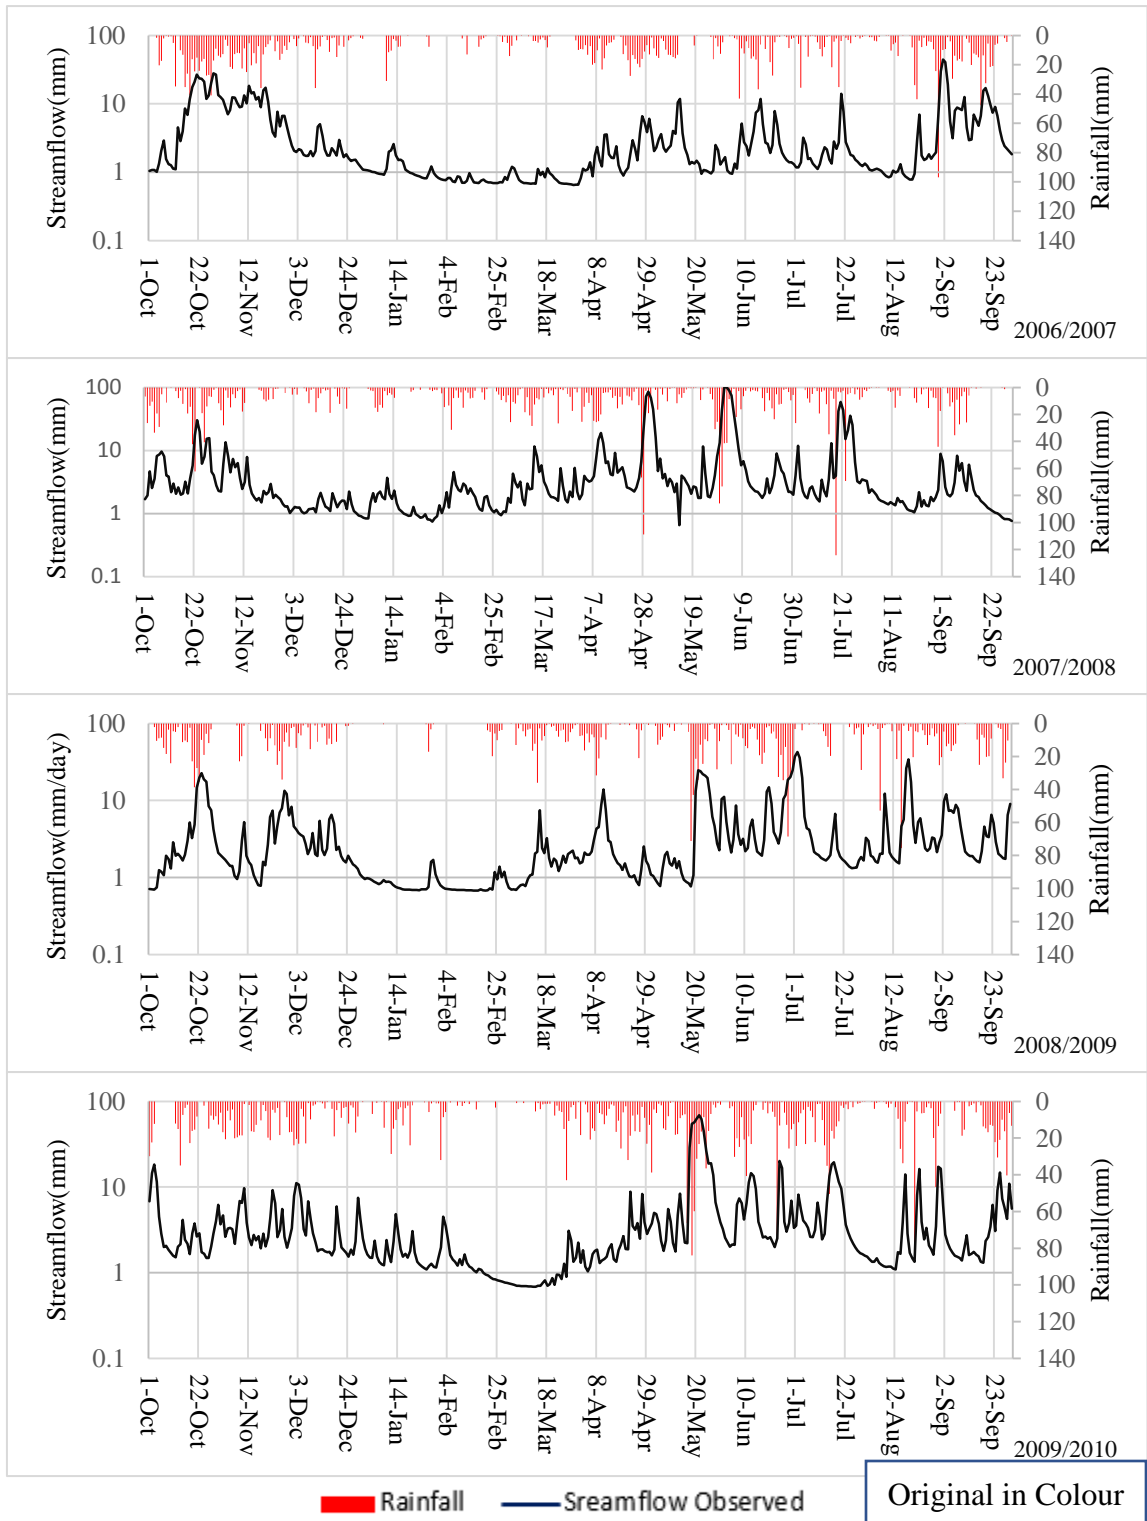 100
10
1
0.1
Streamflow(mm)
0
20
40
60
80
100
120
140
Rainfall(mm)
1-Oct
22-Oct
12-Nov
3-Dec
24-Dec
14-Jan
4-Feb
25-Feb
18-Mar
8-Apr
29-Apr
20-May
10-Jun
1-Jul
22-Jul
12-Aug
2-Sep
23-Sep
2006/2007
100
10
1
0.1
Streamflow(mm)
0
20
40
60
80
100
120
140
Rainfall(mm)
1-Oct
22-Oct
12-Nov
3-Dec
24-Dec
14-Jan
4-Feb
25-Feb
17-Mar
7-Apr
28-Apr
19-May
9-Jun
30-Jun
21-Jul
11-Aug
1-Sep
22-Sep
2007/2008
100
10
1
0.1
Streamflow(mm/day)
0
20
40
60
80
100
120
140
Rainfall(mm)
1-Oct
22-Oct
12-Nov
3-Dec
24-Dec
14-Jan
4-Feb
25-Feb
18-Mar
8-Apr
29-Apr
20-May
10-Jun
1-Jul
22-Jul
12-Aug
2-Sep
23-Sep
2008/2009
100
10
1
0.1
Streamflow(mm)
0
20
40
60
80
100
120
140
Rainfall(mm)
1-Oct
22-Oct
12-Nov
3-Dec
24-Dec
14-Jan
4-Feb
25-Feb
18-Mar
8-Apr
29-Apr
20-May
10-Jun
1-Jul
22-Jul
12-Aug
2-Sep
23-Sep
2009/2010
Rainfall
Sreamflow Observed
Original in Colour